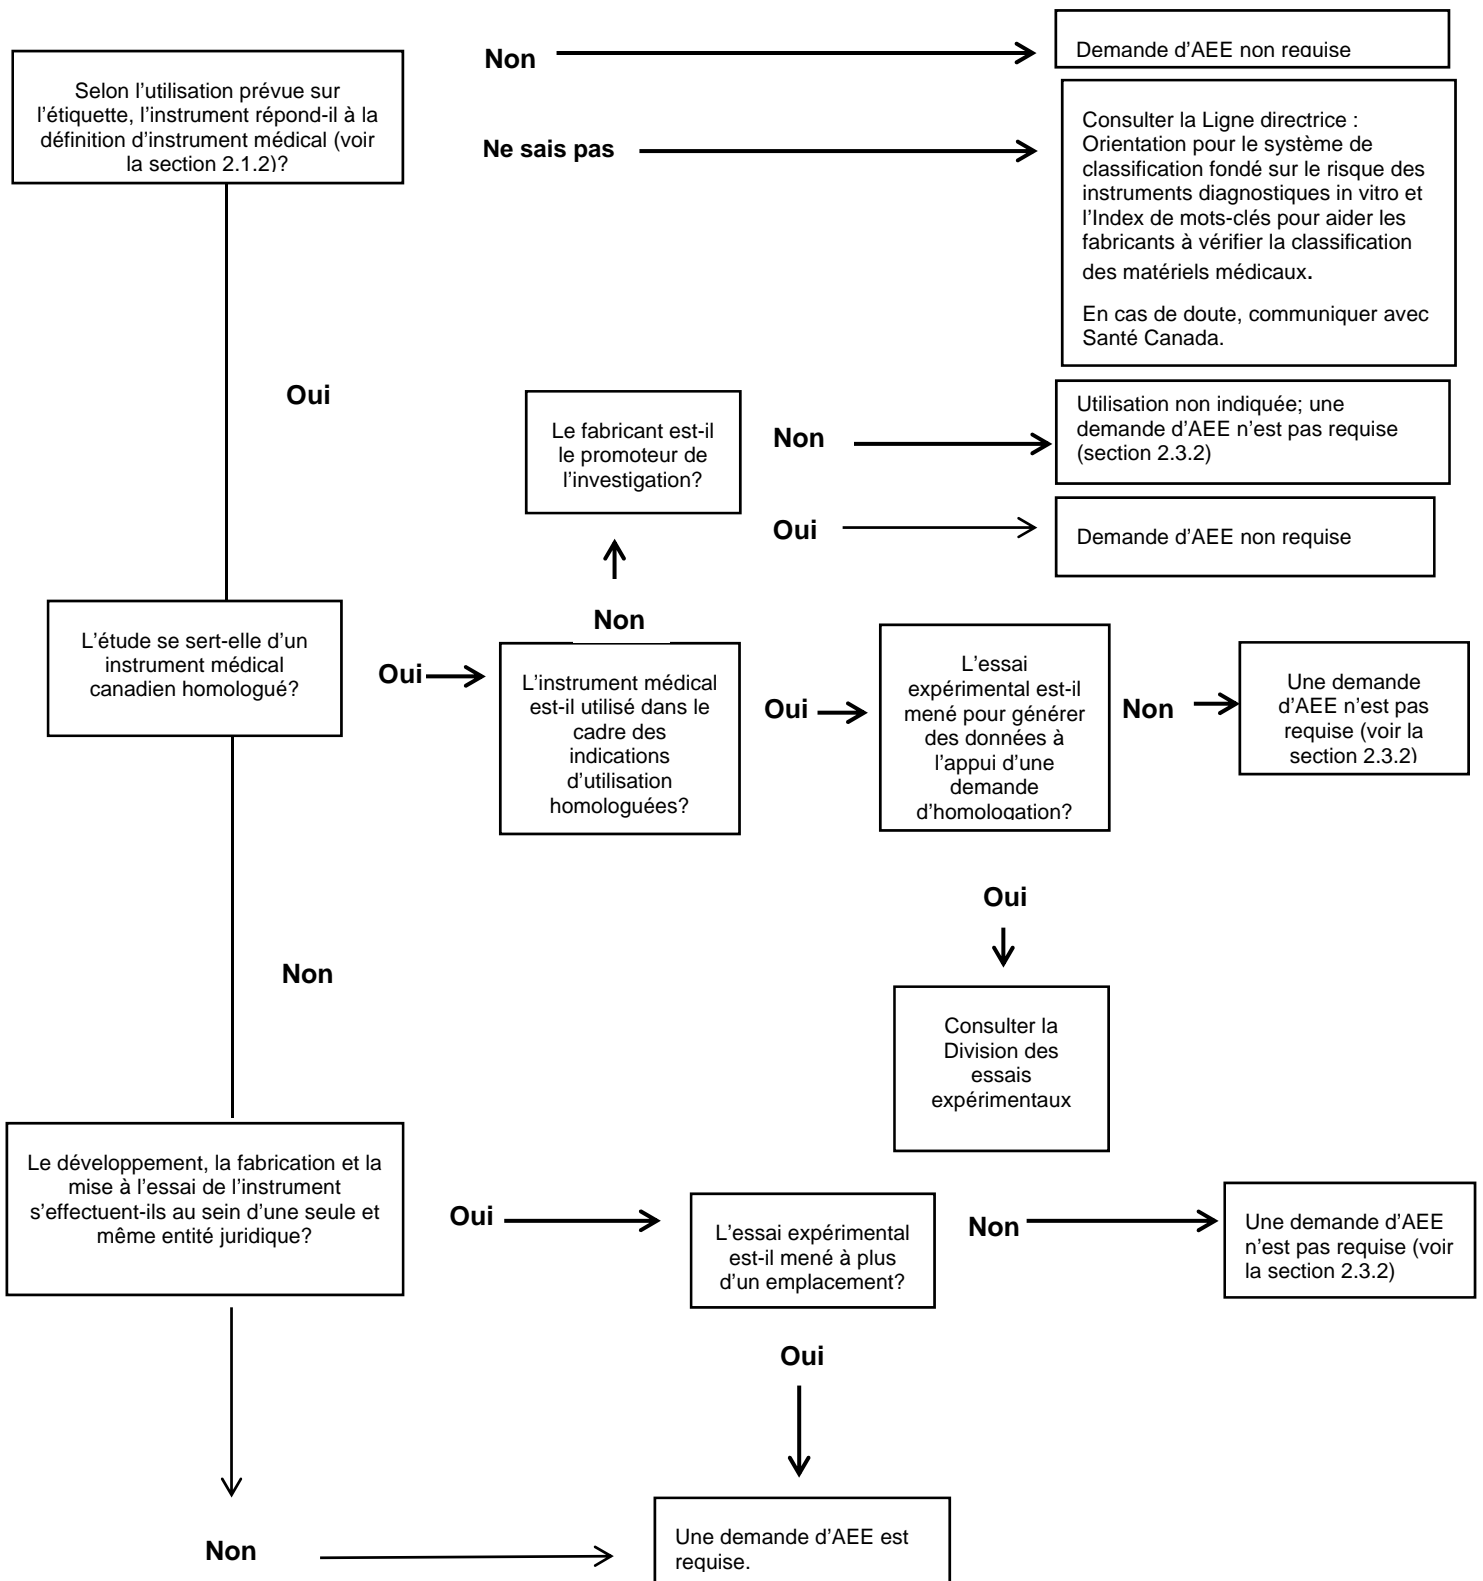 Non
Demande d'AEE non requise
Selon l'utilisation prévue sur
l'étiquette, l'instrument répond-il à la
définition d'instrument médical (voir
la section 2.1.2)?
Ne sais pas
Consulter la Ligne directrice :
Orientation pour le système de
classification fondé sur le risque des
instruments diagnostiques in vitro et
l'Index de mots-clés pour aider les
fabricants à vérifier la classification
des matériels médicaux.
En cas de doute, communiquer avec
Santé Canada.
Oui
Le fabricant est-il
le promoteur de
l'investigation?
Non
Utilisation non indiquée; une
demande d'AEE n'est pas requise
(section 2.3.2)
Oui
Demande d'AEE non requise
Non
L'étude se sert-elle d'un
instrument médical
canadien homologué?
Oui
L'instrument médical
est-il utilisé dans le
cadre des
indications
d'utilisation
homologuées?
Oui
L'essai
expérimental est-il
mené pour générer
des données à
l'appui d'une
demande
d'homologation?
Non
Une demande
d'AEE n'est pas
requise (voir la
section 2.3.2)
Oui
Non
Consulter la
Division des
essais
expérimentaux
Le développement, la fabrication et la
mise à l'essai de l'instrument
s'effectuent-ils au sein d'une seule et
même entité juridique?
Oui
L'essai expérimental
est-il mené à plus
d'un emplacement?
Non
Une demande d'AEE
n'est pas requise (voir
la section 2.3.2)
Oui
Non
Une demande d'AEE est
requise.